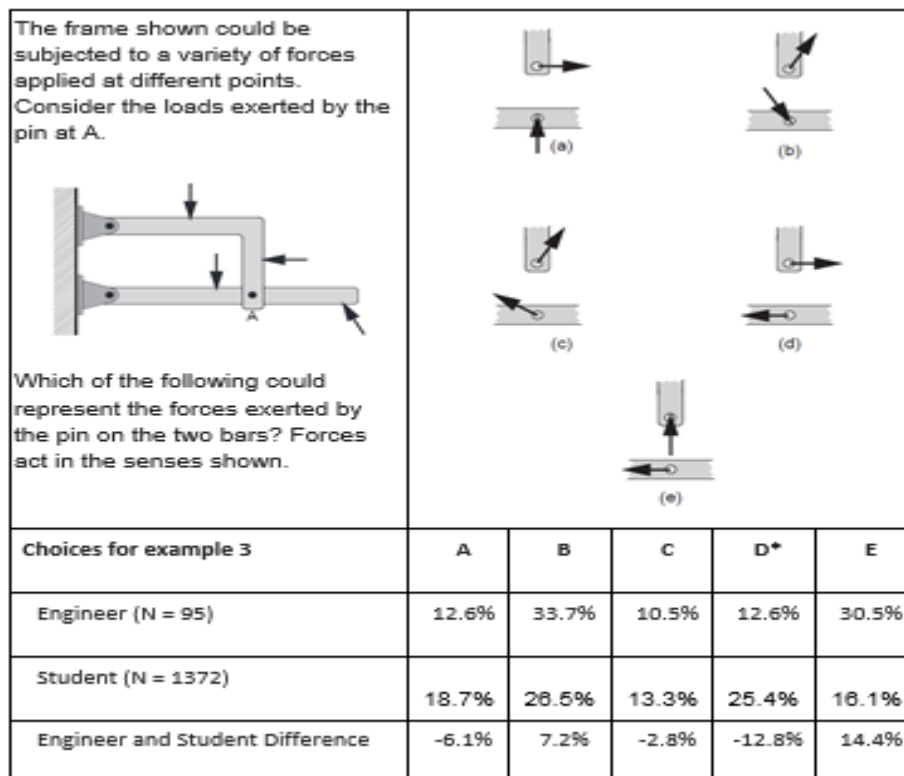 The frame shown could be
subjected to a variety of forces
applied at different points.
Consider the loads exerted by the
pin at A.
A
Which of the following could
represent the forces exerted by
the pin on the two bars? Forces
act in the senses shown.
(a)
(b)
(c)
(d)
(e)
Choices for example 3 A B C D* E
Engineer (N = 95) 12.6% 33.7% 10.5% 12.6% 30.5%
Student (N = 1372) 18.7% 26.5% 13.3% 25.4% 16.1%
Engineer and Student Difference -6.1% 7.2% -2.8% -12.8% 14.4%